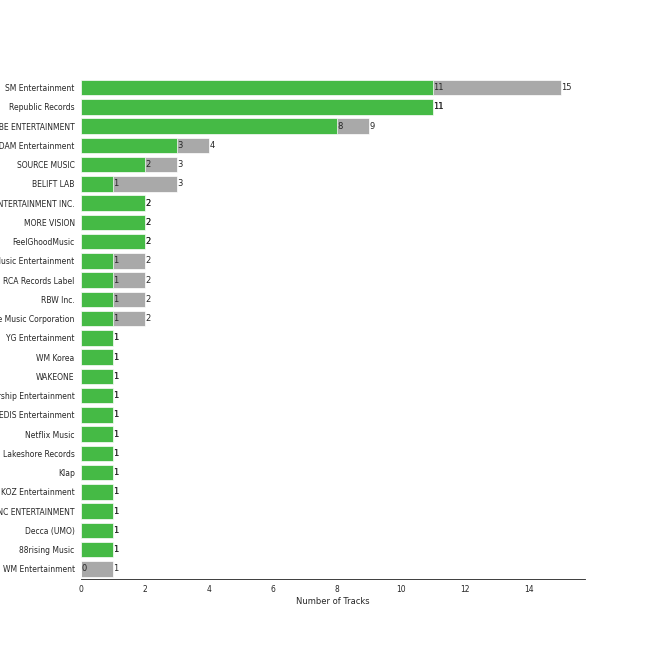 SM Entertainment 11 15
Republic Records 11
BE ENTERTAINMENT 8 9
DAM Entertainment 3 4
SOURCE MUSIC 2 3
BELIFT LAB 1 3
NTERTAINMENT INC. 2
MORE VISION 2
FeelGhoodMusic 2
usic Entertainment 1 2
RCA Records Label 1 2
RBW Inc. 1 2
e Music Corporation 1 2
YG Entertainment 1
WM Korea 1
WAKEONE 1
rship Entertainment 1
EDIS Entertainment 1
Netflix Music 1
Lakeshore Records 1
Klap 1
KOZ Entertainment 1
NC ENTERTAINMENT 1
Decca (UMO) 1
88rising Music 1
WM Entertainment 0 1
0 2 4 6 8 10 12 14
Number of Tracks